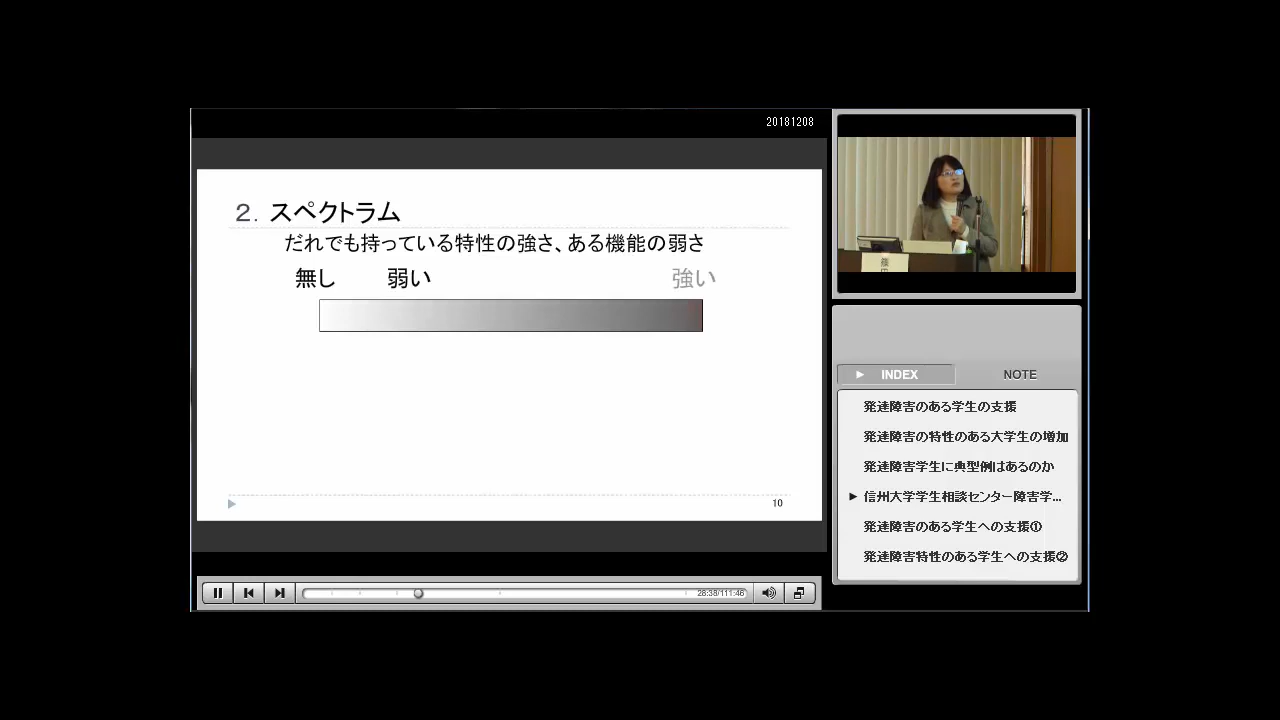 20181208
２．スペクトラム
だれでも持っている特性の強さ、ある機能の弱さ
無し 弱い 強い
10
INDEX NOTE
発達障害のある学生の支援
発達障害の特性のある大学生の増加
発達障害学生に典型例はあるのか
信州大学学生相談センター障害学...
発達障害のある学生への支援①
発達障害特性のある学生への支援②
28:38/111:46